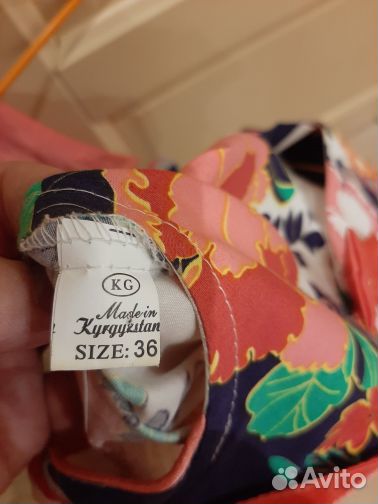 KG
Made in
Kyrgyzstan
SIZE: 36
Avito